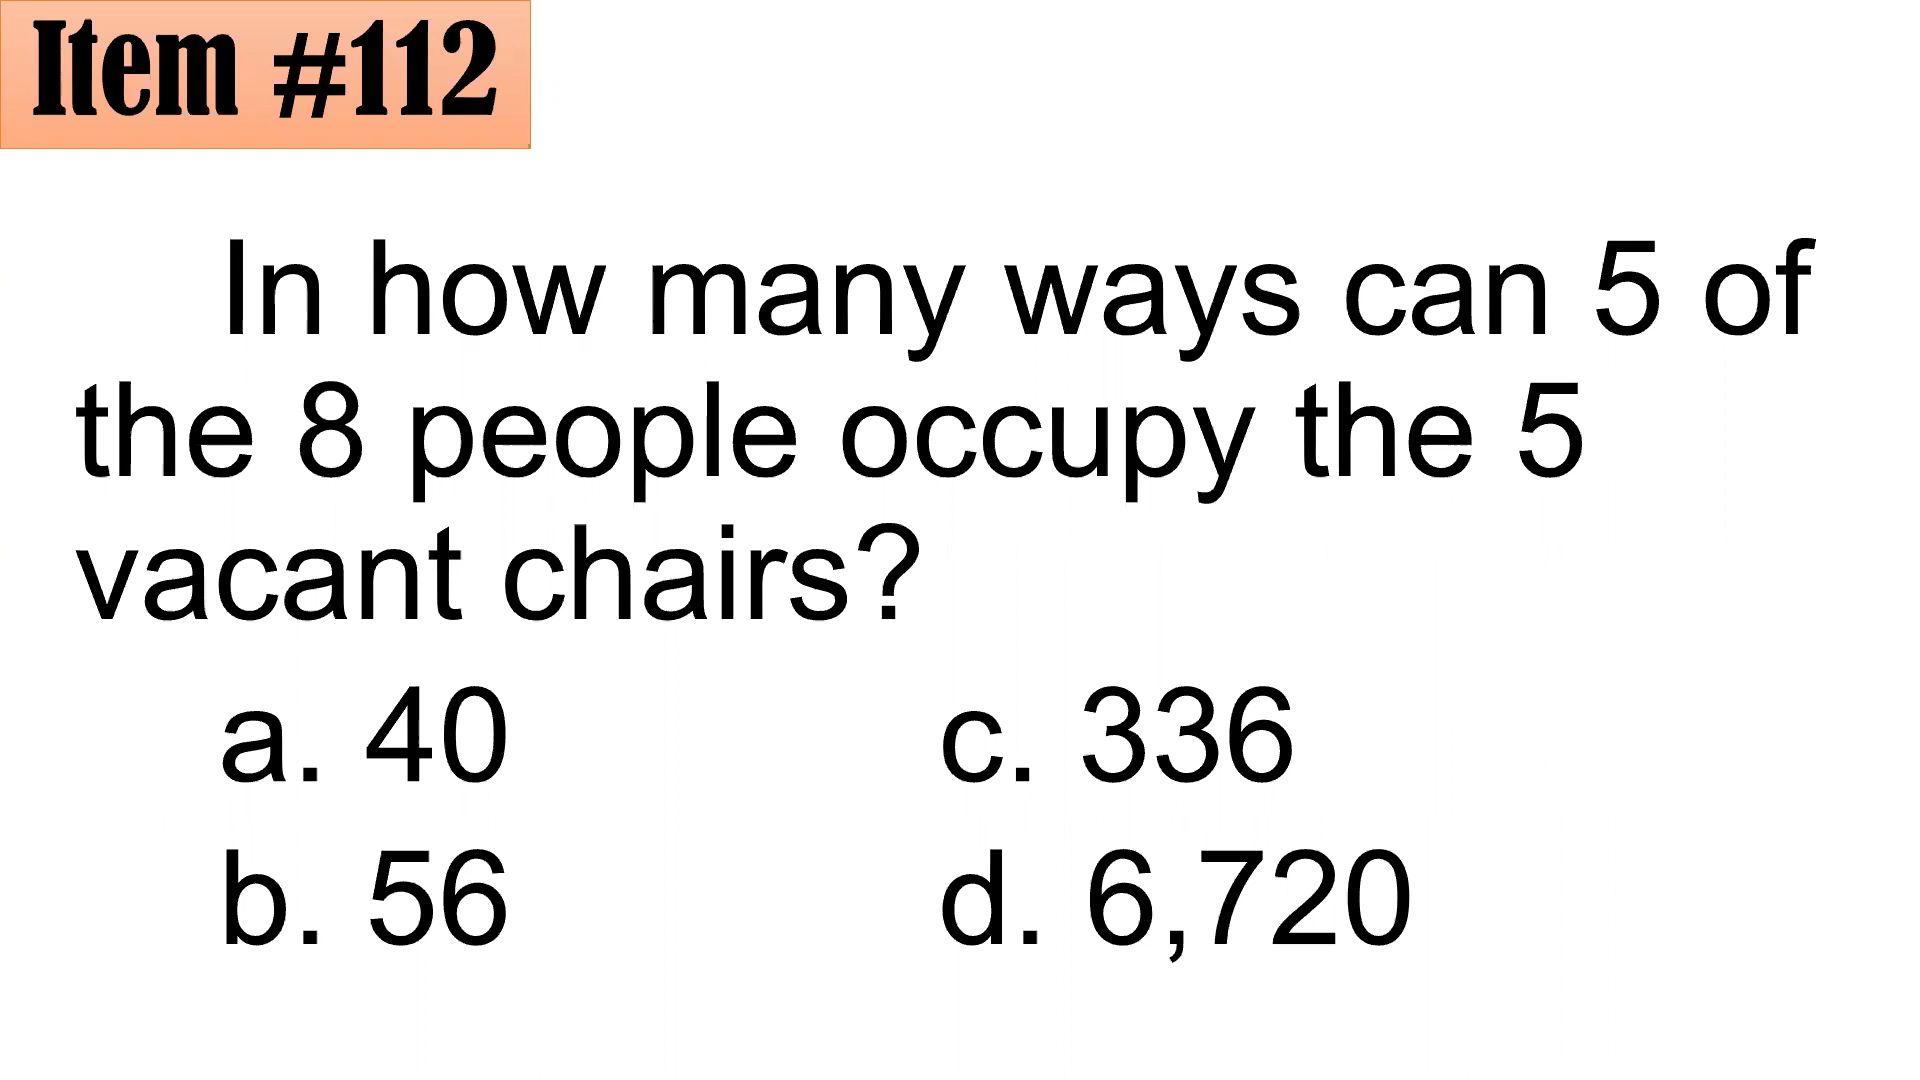 Item #112
In how many ways can 5 of
the 8 people occupy the 5
vacant chairs?
a. 40 c. 336
b. 56 d. 6,720